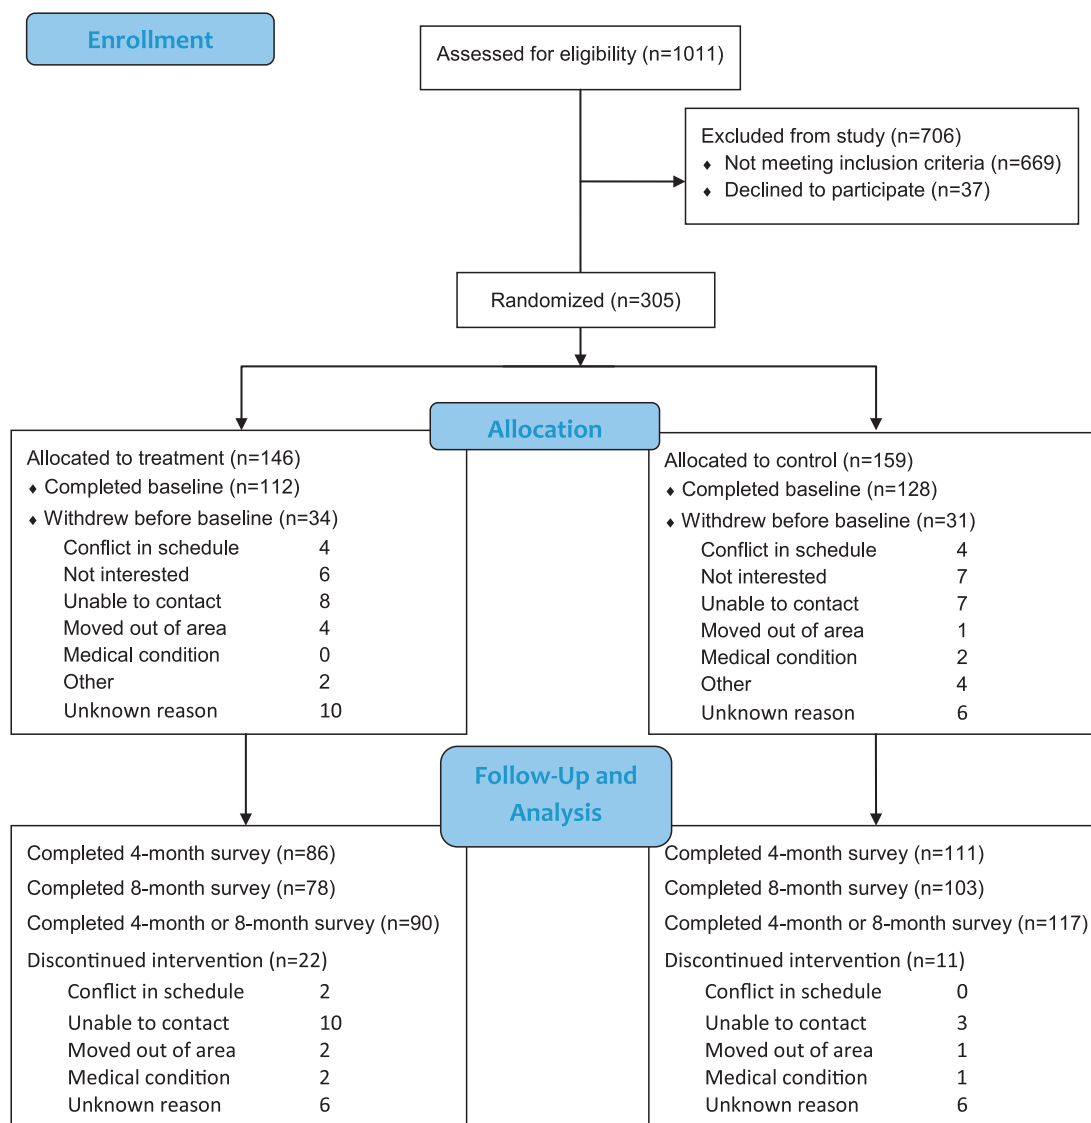 Enrollment
Assessed for eligibility (n=1011)
Excluded from study (n=706)
♦ Not meeting inclusion criteria (n=669)
♦ Declined to participate (n=37)
Randomized (n=305)
Allocation
Allocated to treatment (n=146)
♦ Completed baseline (n=112)
♦ Withdrew before baseline (n=34)
Conflict in schedule 4
Not interested 6
Unable to contact 8
Moved out of area 4
Medical condition 0
Other 2
Unknown reason 10
Allocated to control (n=159)
♦ Completed baseline (n=128)
♦ Withdrew before baseline (n=31)
Conflict in schedule 4
Not interested 7
Unable to contact 7
Moved out of area 1
Medical condition 2
Other 4
Unknown reason 6
Follow-Up and
Analysis
Completed 4-month survey (n=86)
Completed 8-month survey (n=78)
Completed 4-month or 8-month survey (n=90)
Discontinued intervention (n=22)
Conflict in schedule 2
Unable to contact 10
Moved out of area 2
Medical condition 2
Unknown reason 6
Completed 4-month survey (n=111)
Completed 8-month survey (n=103)
Completed 4-month or 8-month survey (n=117)
Discontinued intervention (n=11)
Conflict in schedule 0
Unable to contact 3
Moved out of area 1
Medical condition 1
Unknown reason 6